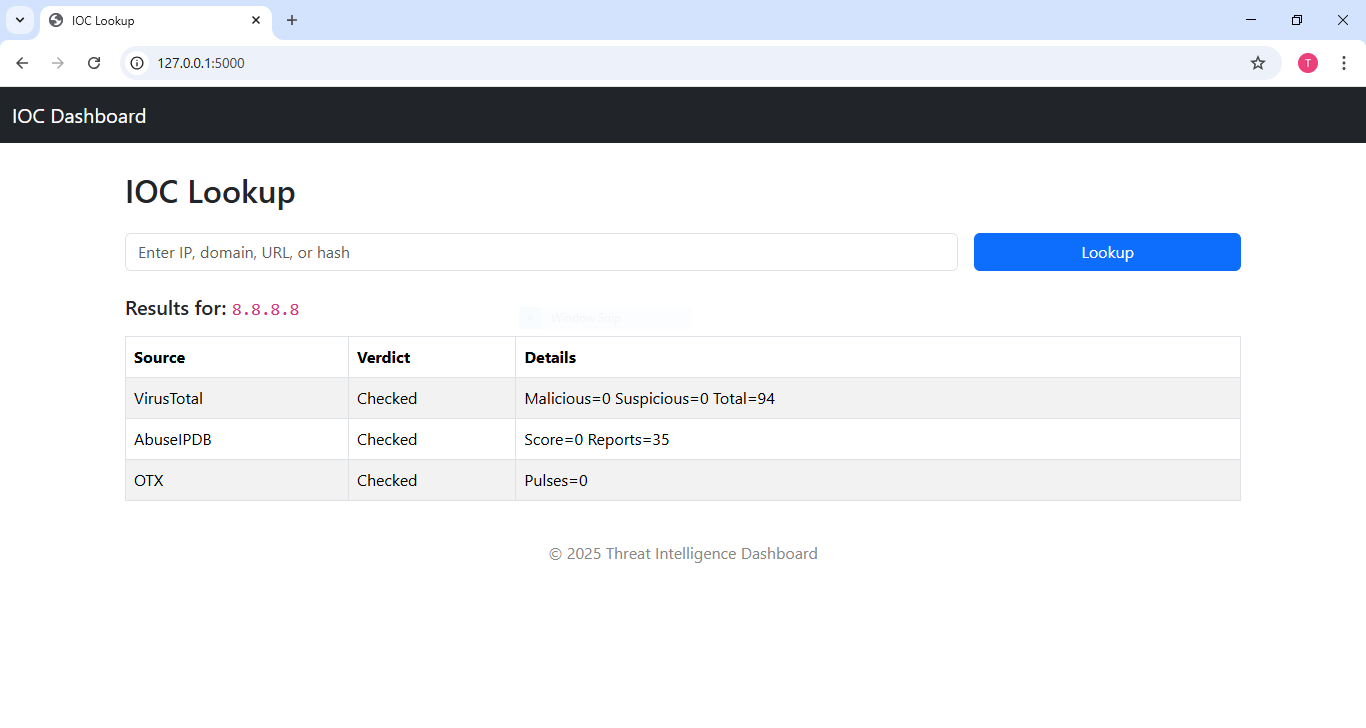 IOC Lookup
127.0.0.1:5000
T
IOC Dashboard
IOC Lookup
Enter IP, domain, URL, or hash
Lookup
Results for: 8.8.8.8
Window Snip
Source Verdict Details
VirusTotal Checked Malicious=0 Suspicious=0 Total=94
AbuseIPDB Checked Score=0 Reports=35
OTX Checked Pulses=0
© 2025 Threat Intelligence Dashboard